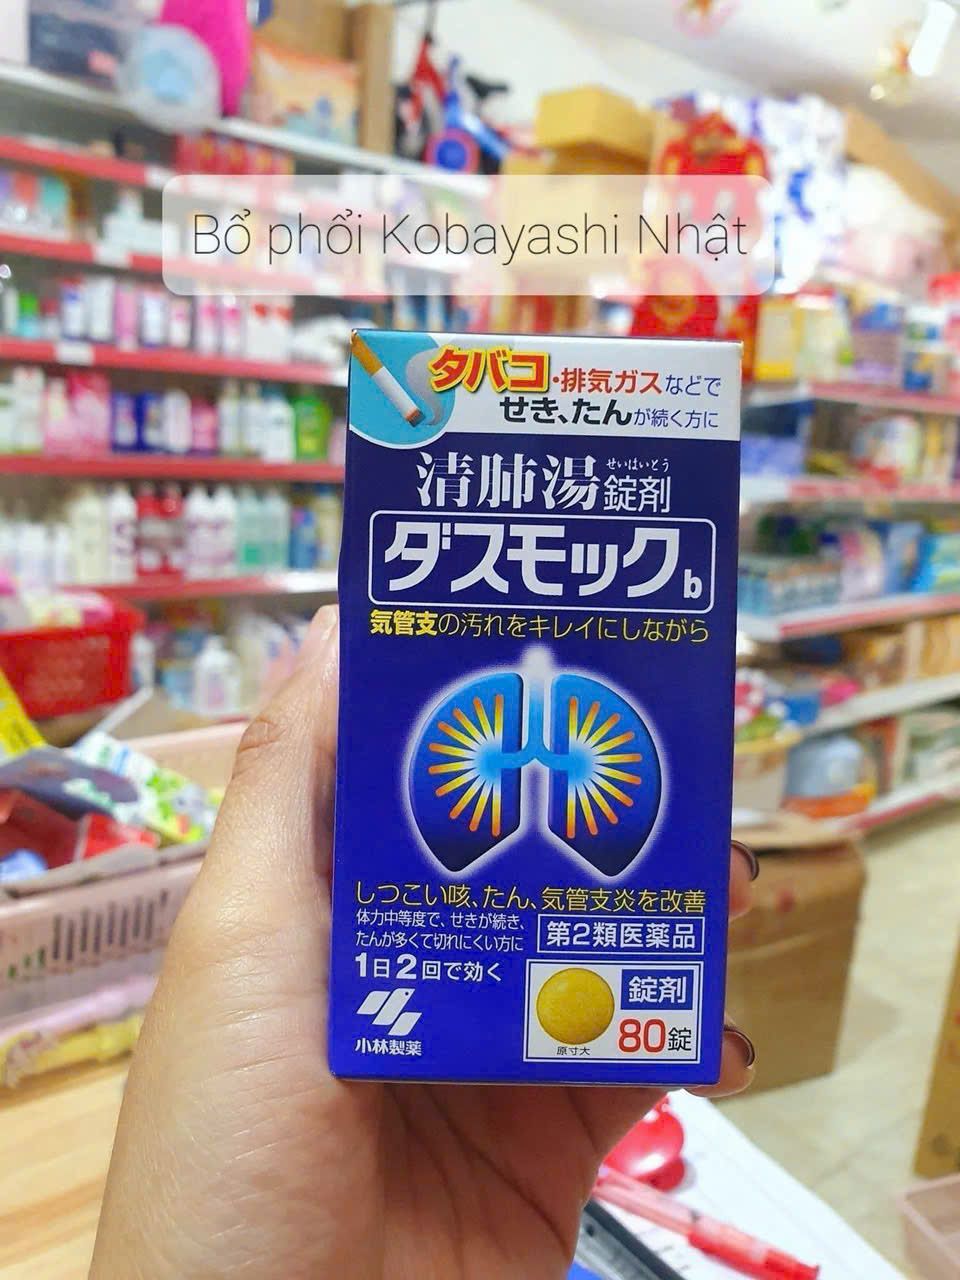 Bổ phổi Kobayashi Nhật
タバコ・排気ガスなどで
せき、たんが続く方に
せいはいとう
清肺湯錠剤
ダスモックb
気管支の汚れをキレイにしながら
しつこい咳、たん、気管支炎を改善
体力中等度で、せきが続き、
たんが多くて切れにくい方に
第2類医薬品
1日2回で効く
錠剤
80錠
原寸大
小林製薬